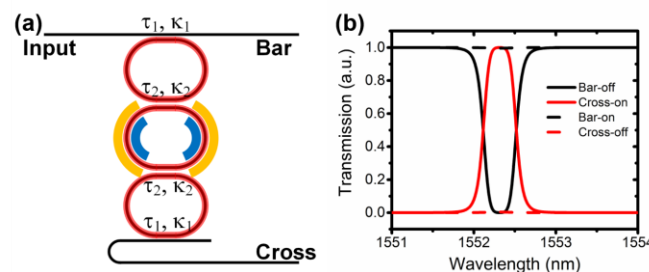 (a)
τ1, κ1
Input Bar
τ2, κ2
τ2, κ2
τ1, κ1
Cross
(b)
Transmission (a.u.)
1.0
0.8
0.6
0.4
0.2
0.0
Bar-off
Cross-on
Bar-on
Cross-off
1551 1552 1553 1554
Wavelength (nm)